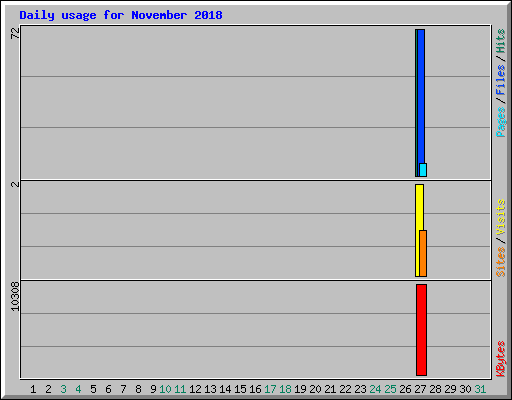 Daily usage for November 2018
72
2
10308
Pages/Files/Hits
Sites/Visits
KBytes
1 2 3 4 5 6 7 8 9 10 11 12 13 14 15 16 17 18 19 20 21 22 23 24 25 26 27 28 29 30 31